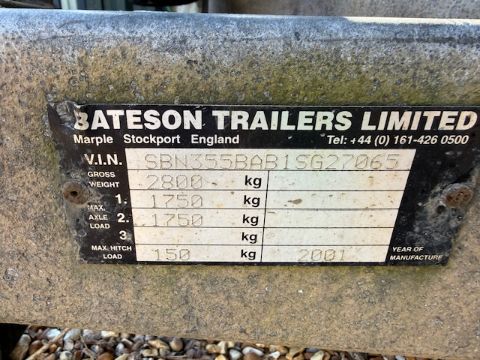 BATESON TRAILERS LIMITED
Marple Stockport England Tel: +44 (0) 161-426 0500
V.I.N. SBN355BAB1SG27065
GROSS WEIGHT 2800 kg
MAX. AXLE LOAD
1. 1750 kg
2. 1750 kg
3 kg
MAX. HITCH LOAD 150 kg 2001 YEAR OF MANUFACTURE